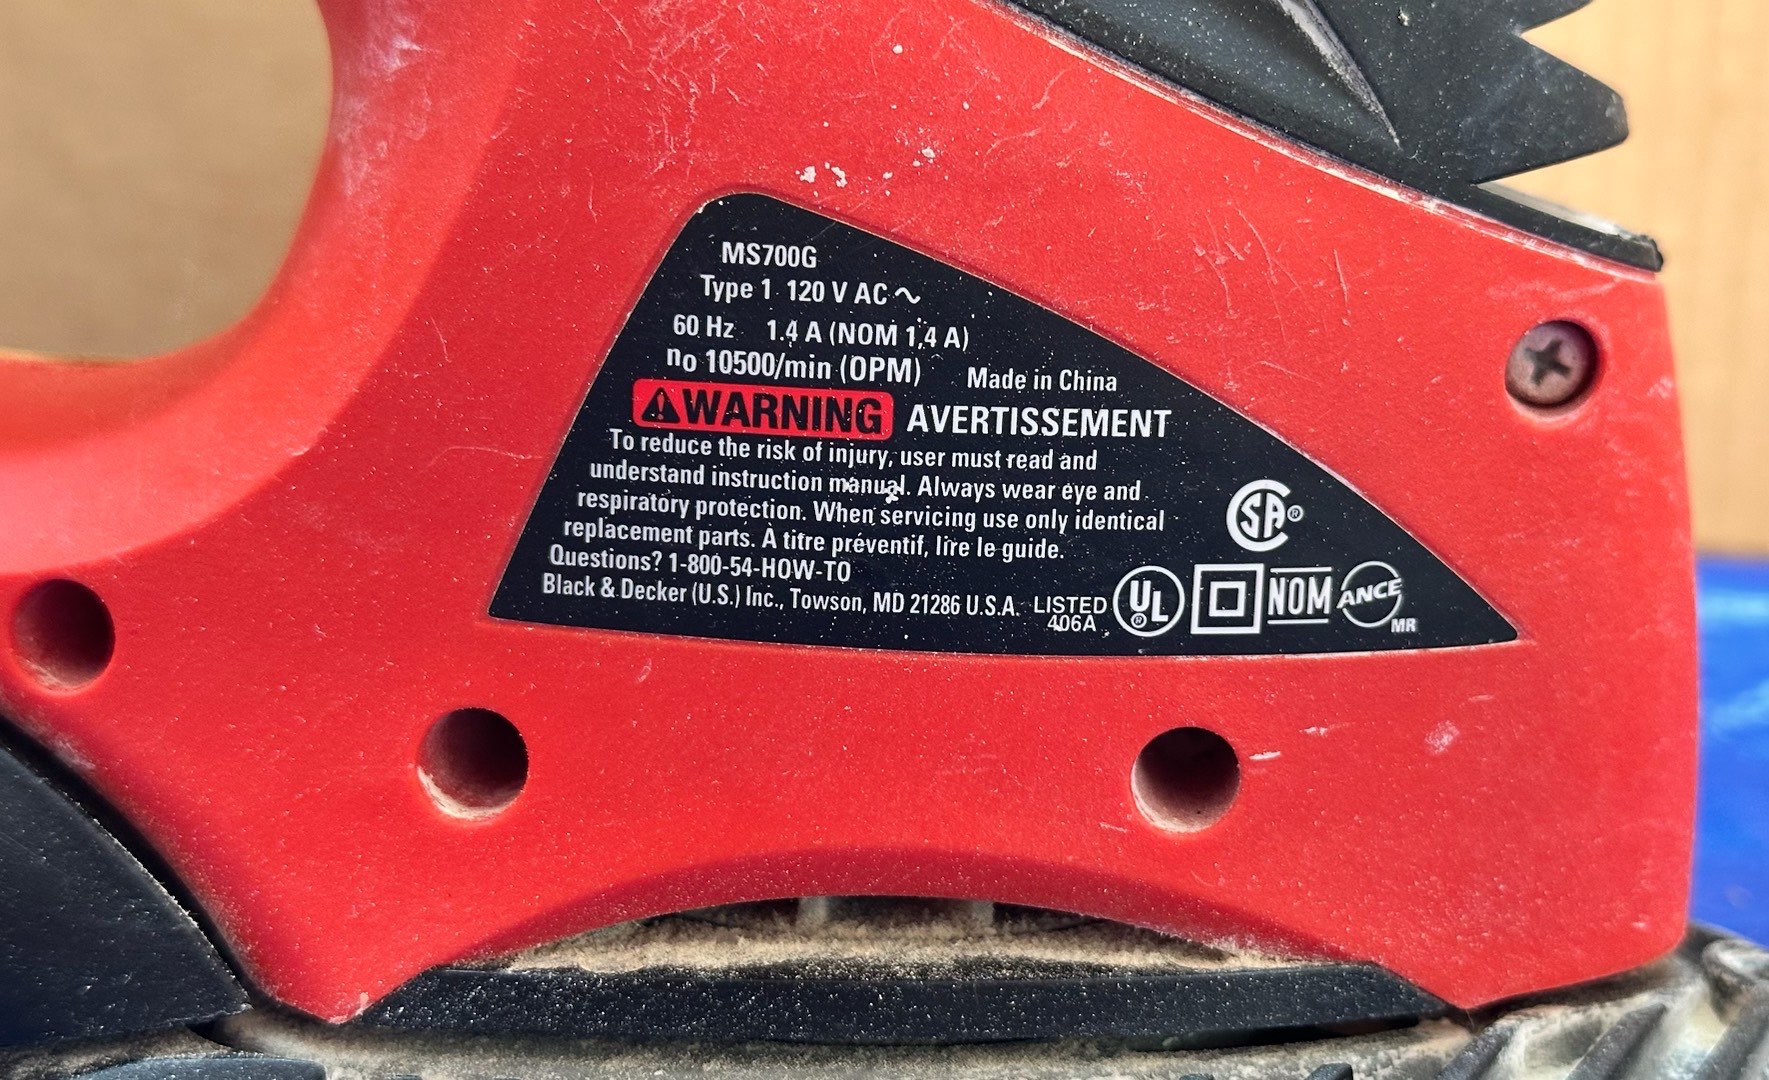 MS700G
Type 1 120 V AC ～
60 Hz 1.4 A (NOM 1,4 A)
no 10500/min (OPM) Made in China
⚠WARNING AVERTISSEMENT
To reduce the risk of injury, user must read and
understand instruction manual. Always wear eye and
respiratory protection. When servicing use only identical
replacement parts. À titre préventif, lire le guide.
Questions? 1-800-54-HOW-TO
Black & Decker (U.S.) Inc., Towson, MD 21286 U.S.A.
LISTED
406A
UL®
SA®
NOM
ANCE
MR